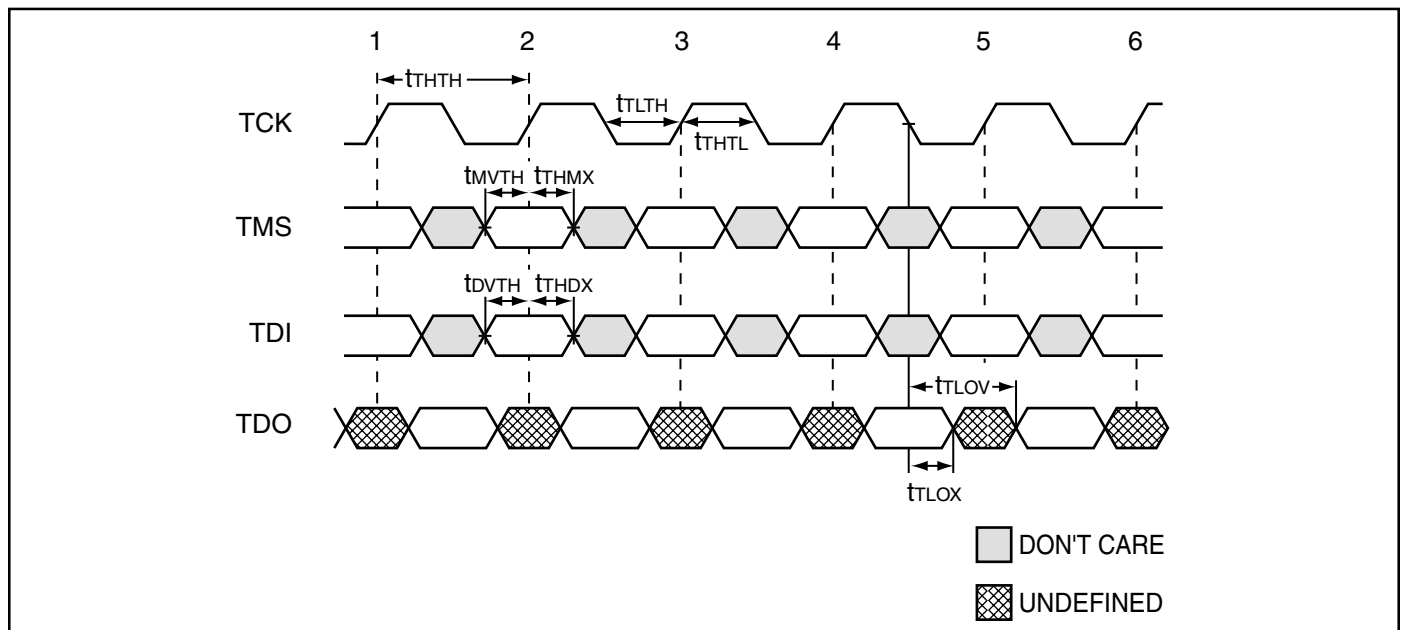 1 2 3 4 5 6
tTHTH
tTLTH
TCK
tTHTL
tMVTH tTHMX
TMS
tDVTH tTHDX
TDI
tTLOV
TDO
tTLOX
DON'T CARE
UNDEFINED